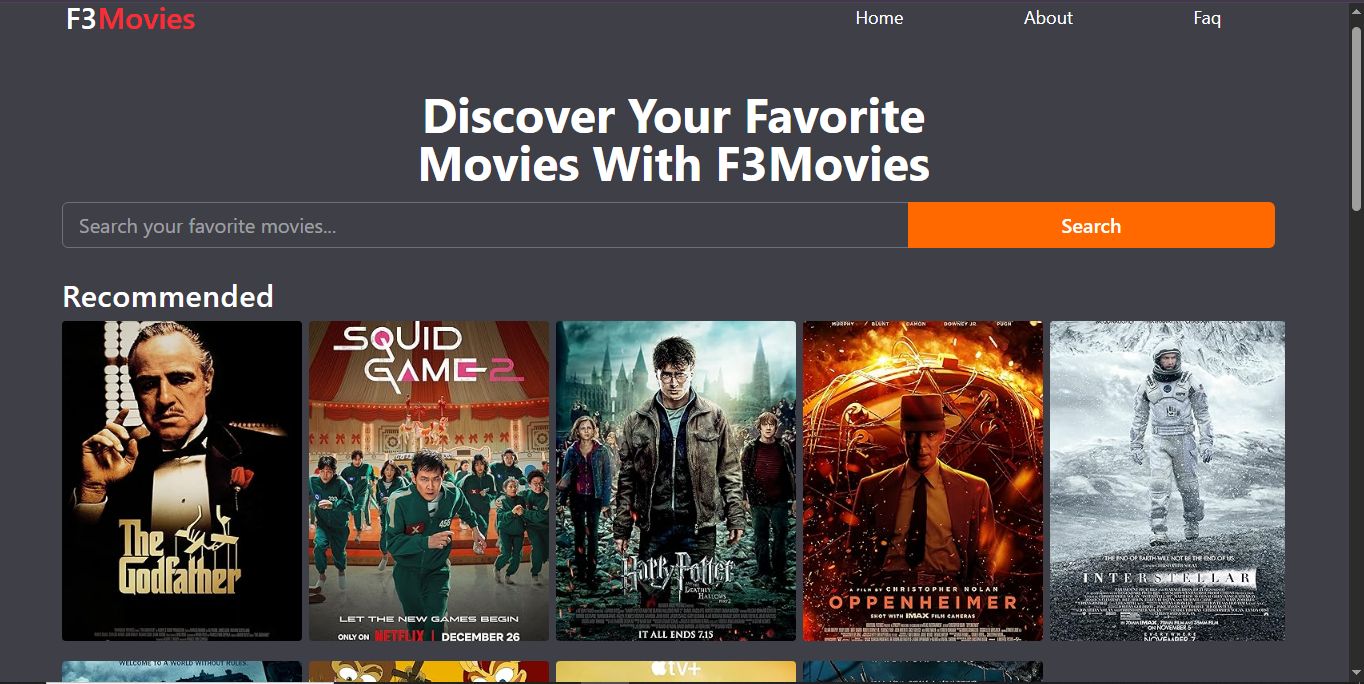 F3Movies
Home
About
Faq
Discover Your Favorite
Movies With F3Movies
Search your favorite movies...
Search
Recommended
The
Godfather
SQUID
GAME 2
456
LET THE NEW GAMES BEGIN
ONLY ON NETFLIX | DECEMBER 26
Harry Potter
AND THE
DEATHLY
HALLOWS
PART 2
IT ALL ENDS 7.15
MURPHY BLUNT DAMON DOWNEY JR. PUGH
A FILM BY CHRISTOPHER NOLAN
OPPENHEIMER
SHOT WITH IMAX FILM CAMERAS
THE END OF EARTH WILL NOT BE THE END OF US
INTERSTELLAR
NOVEMBER 7
WELCOME TO A WORLD WITHOUT RULES.
tv+